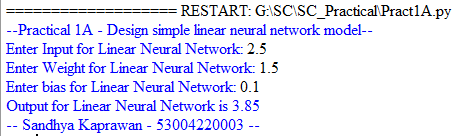 =================== RESTART: G:\SC\SC_Practical\Pract1A.py
--Practical 1A - Design simple linear neural network model--
Enter Input for Linear Neural Network: 2.5
Enter Weight for Linear Neural Network: 1.5
Enter bias for Linear Neural Network: 0.1
Output for Linear Neural Network is 3.85
-- Sandhya Kaprawan - 53004220003 --